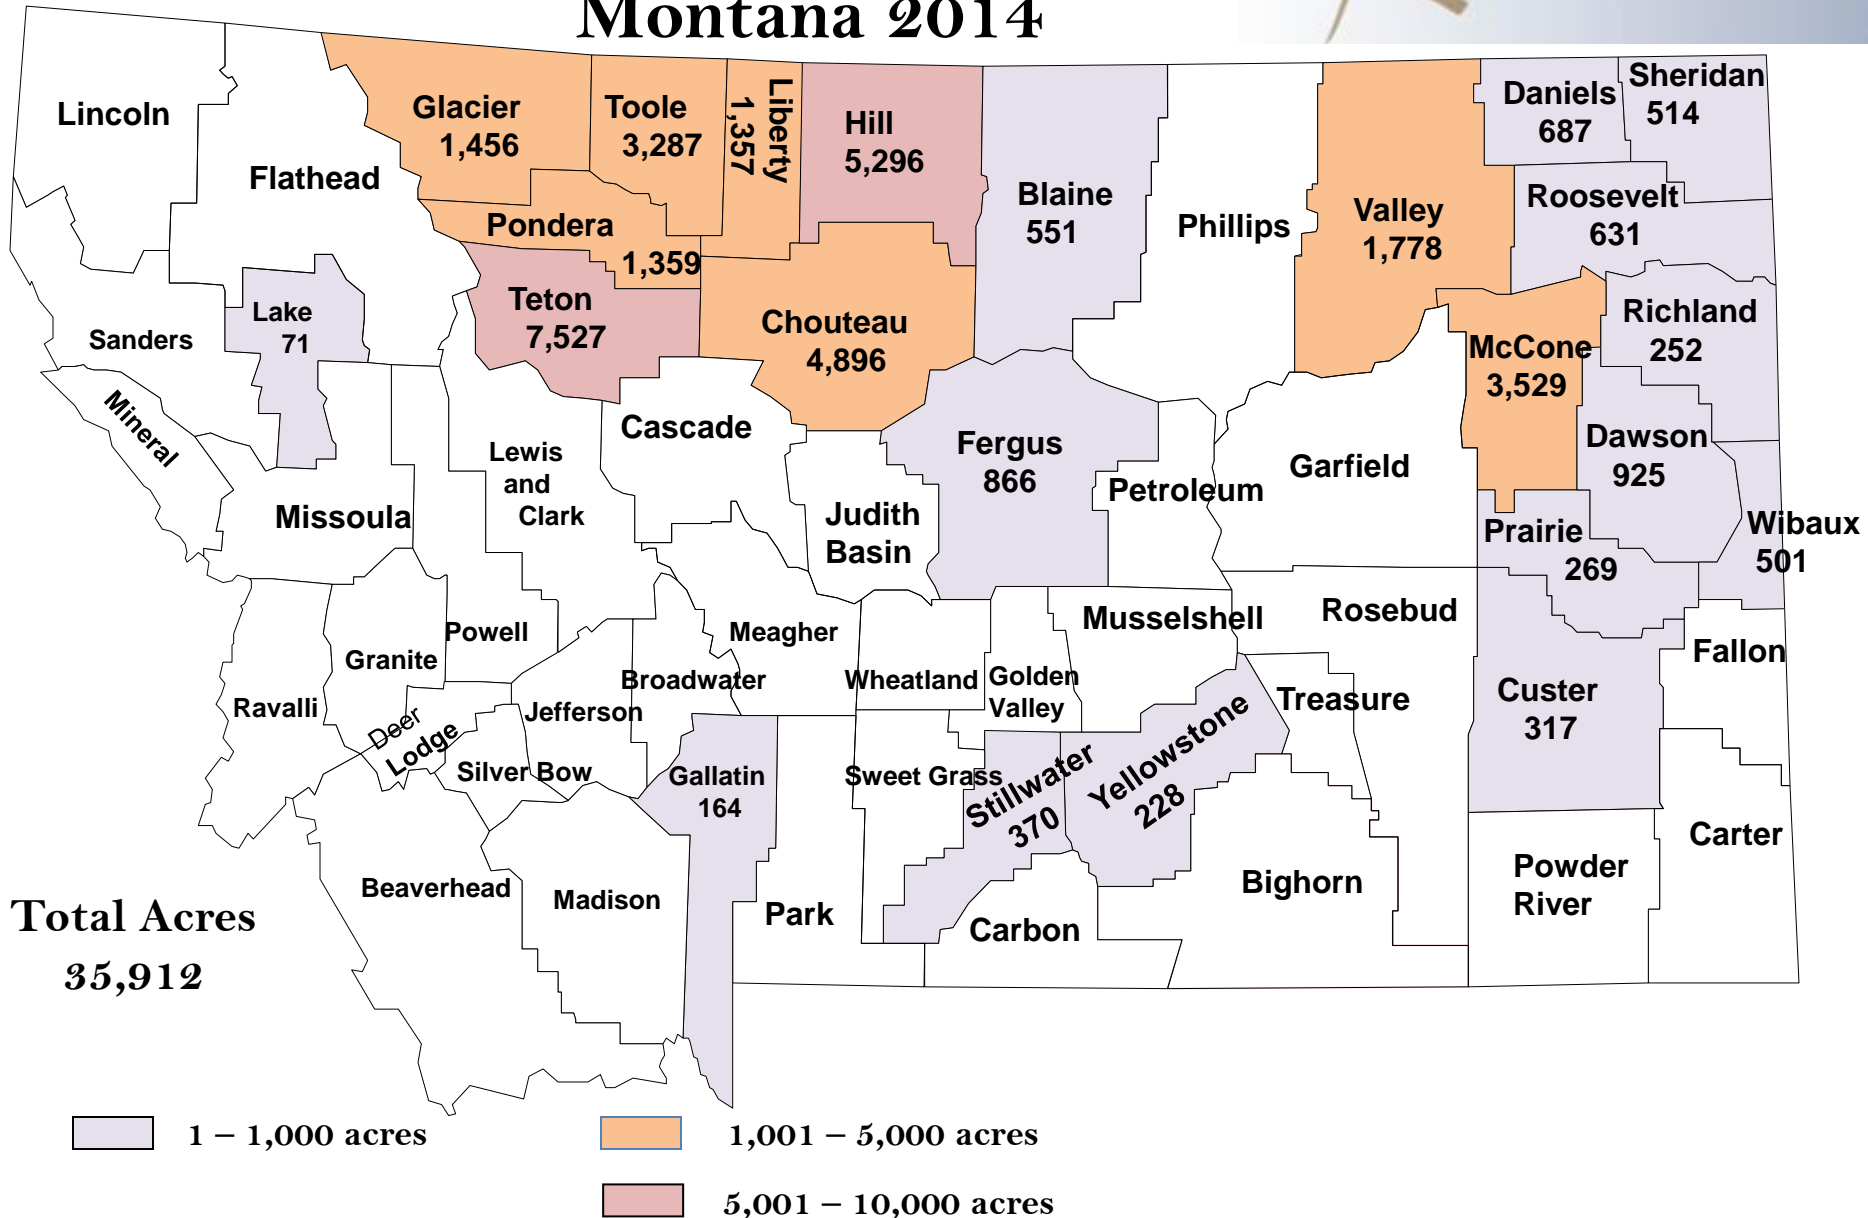 Montana 2014
Lincoln
Flathead
Glacier
1,456
Toole
3,287
Liberty
1,357
Hill
5,296
Blaine
551
Phillips
Valley
1,778
Daniels
687
Sheridan
514
Roosevelt
631
Pondera
1,359
Teton
7,527
Chouteau
4,896
Lake
71
Sanders
Mineral
Missoula
Lewis
and
Clark
Cascade
Judith
Basin
Fergus
866
Petroleum
Garfield
McCone
3,529
Richland
252
Dawson
925
Prairie
269
Wibaux
501
Ravalli
Granite
Powell
Deer
Lodge
Silver Bow
Jefferson
Broadwater
Meagher
Wheatland
Golden
Valley
Musselshell
Rosebud
Treasure
Custer
317
Fallon
Gallatin
164
Sweet Grass
Stillwater
370
Yellowstone
228
Beaverhead
Madison
Park
Carbon
Bighorn
Powder
River
Carter
Total Acres
35,912
1 – 1,000 acres
1,001 – 5,000 acres
5,001 – 10,000 acres